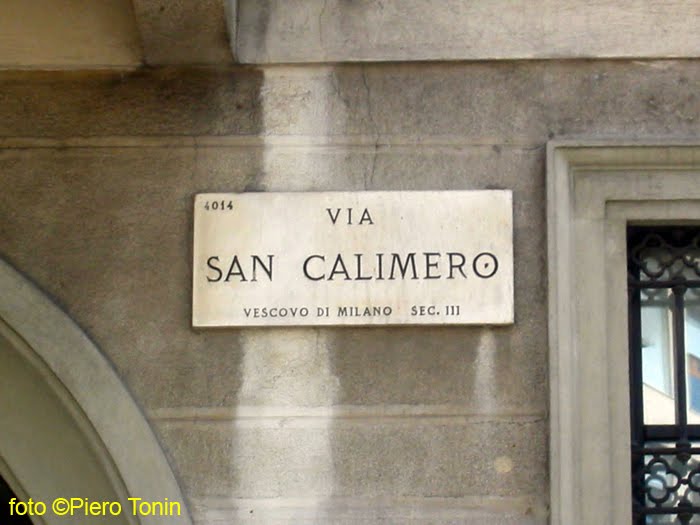 4014
VIA
SAN CALIMERO
VESCOVO DI MILANO SEC. III
foto ©Piero Tonin